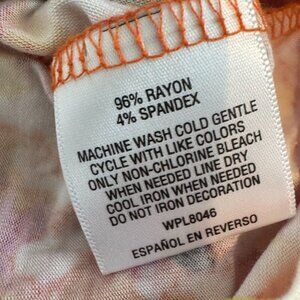 96% RAYON
4% SPANDEX
MACHINE WASH COLD GENTLE
CYCLE WITH LIKE COLORS
ONLY NON-CHLORINE BLEACH
WHEN NEEDED LINE DRY
COOL IRON WHEN NEEDED
DO NOT IRON DECORATION
WPL8046
ESPAÑOL EN REVERSO